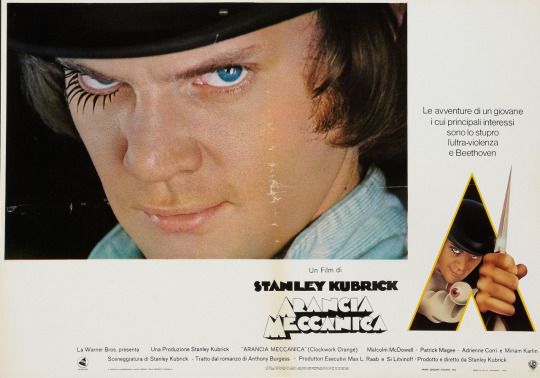 Le avventure di un giovane
i cui principali interessi
sono lo stupro
l'ultra-violenza
e Beethoven
Un Film di
STANLEY KUBRICK
ARANCIA
MECCANICA
La Warner Bros. presenta Una Produzione Stanley Kubrick "ARANCIA MECCANICA" (Clockwork Orange) Malcolm McDowell - Patrick Magee - Adrienne Corri e Miriam Karlin
Sceneggiatura di Stanley Kubrick · Tratto dal romanzo di Anthony Burgess · Produttori Executivi Max L. Raab e Si Litvinoff · Prodotto e diretto da Stanley Kubrick